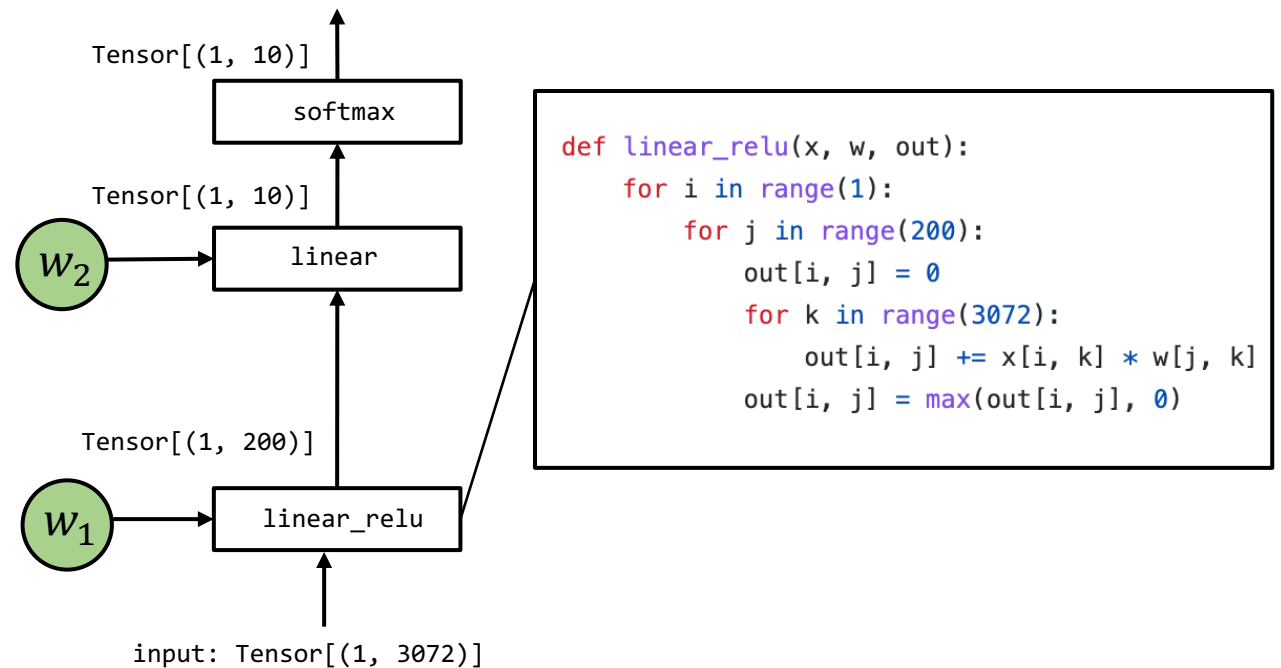 Tensor[(1, 10)]
softmax
Tensor[(1, 10)]
w₂
linear
Tensor[(1, 200)]
w₁
linear_relu
input: Tensor[(1, 3072)]
def linear_relu(x, w, out):
    for i in range(1):
        for j in range(200):
            out[i, j] = 0
            for k in range(3072):
                out[i, j] += x[i, k] * w[j, k]
            out[i, j] = max(out[i, j], 0)